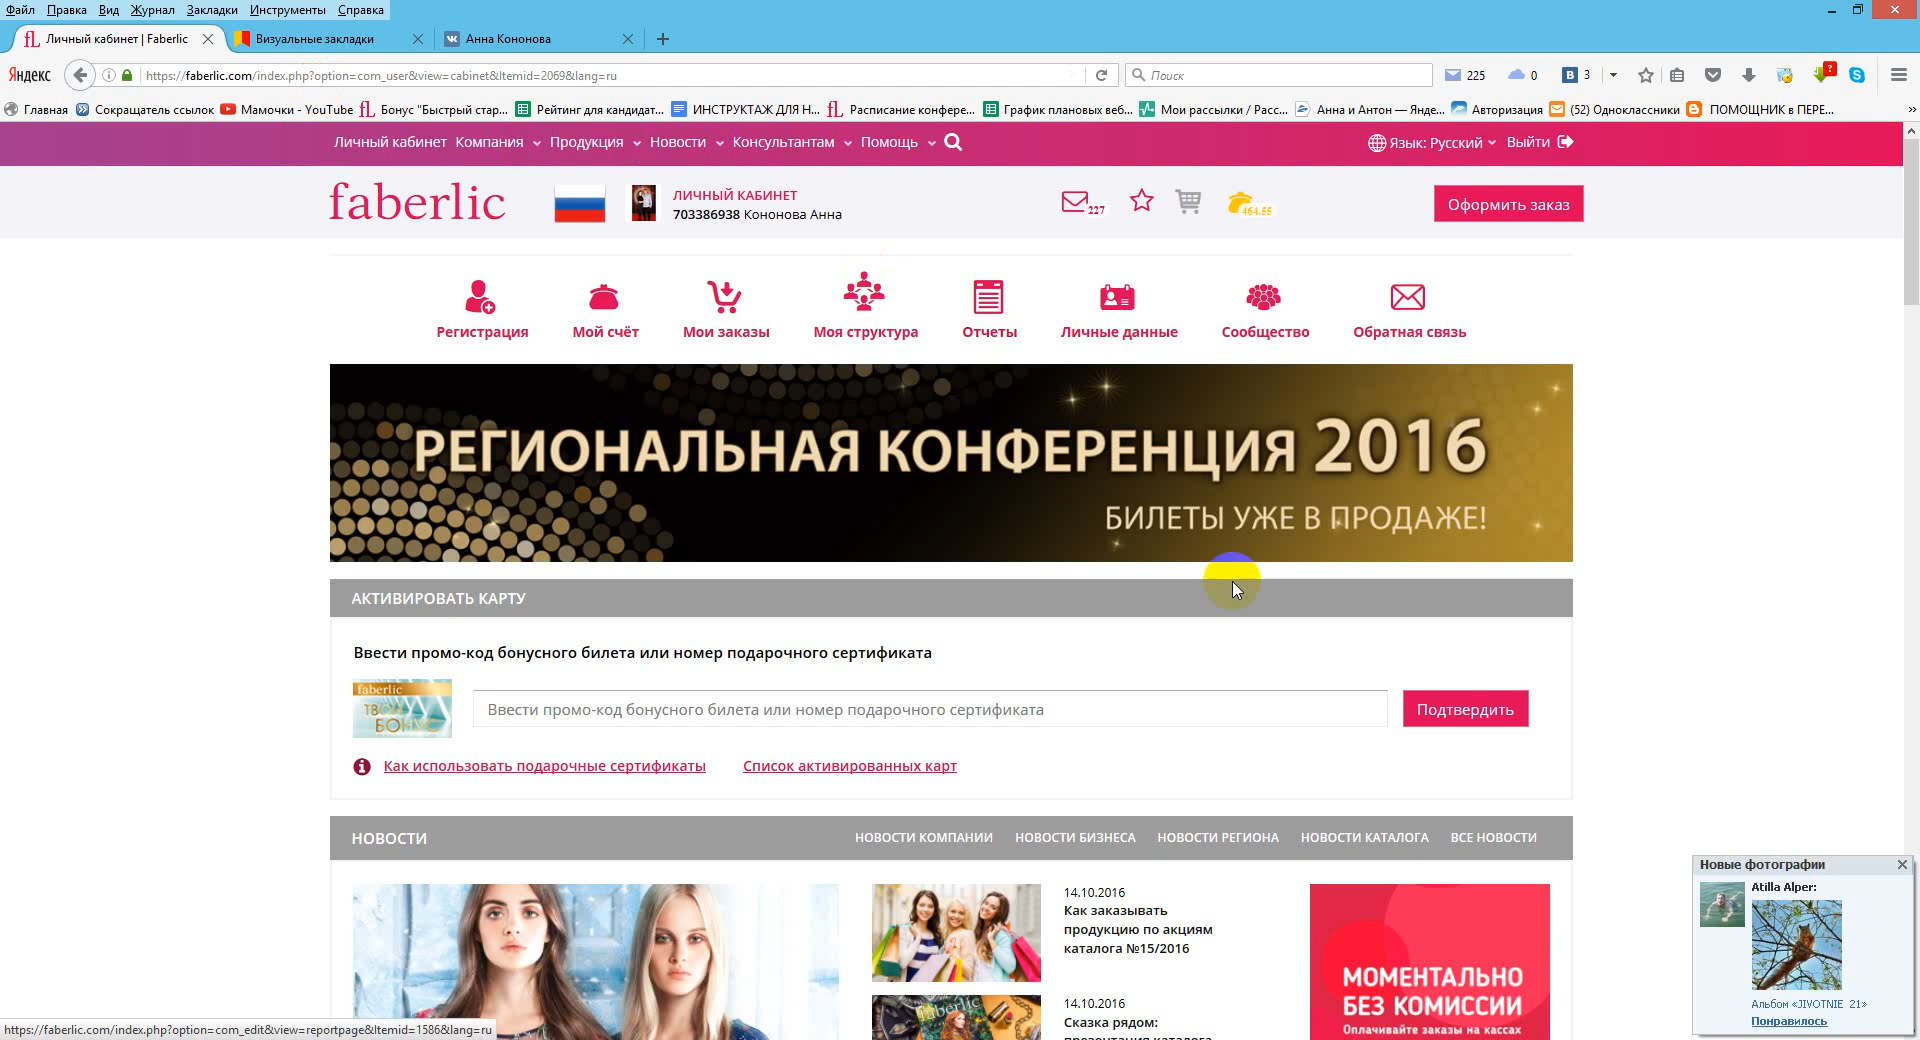 Файл Правка Вид Журнал Закладки Инструменты Справка
Личный кабинет | Faberlic
Визуальные закладки
Анна Кононова
Яндекс
https://faberlic.com/index.php?option=com_user&view=cabinet&Itemid=2069&lang=ru
Поиск
225
0
3
Главная
Сокращатель ссылок
Мамочки - YouTube
Бонус "Быстрый стар...
Рейтинг для кандидат...
ИНСТРУКТАЖ ДЛЯ Н...
Расписание конфере...
График плановых веб...
Мои рассылки / Расс...
Анна и Антон — Янде...
Авторизация
(52) Одноклассники
ПОМОЩНИК в ПЕРЕ...
Личный кабинет Компания Продукция Новости Консультантам Помощь
Язык: Русский Выйти
faberlic
ЛИЧНЫЙ КАБИНЕТ
703386938 Кононова Анна
227
464.55
Оформить заказ
Регистрация Мой счёт Мои заказы Моя структура Отчеты Личные данные Сообщество Обратная связь
РЕГИОНАЛЬНАЯ КОНФЕРЕНЦИЯ 2016
БИЛЕТЫ УЖЕ В ПРОДАЖЕ!
АКТИВИРОВАТЬ КАРТУ
Ввести промо-код бонусного билета или номер подарочного сертификата
faberlic
ТВОЙ
БОНУС
Ввести промо-код бонусного билета или номер подарочного сертификата
Подтвердить
Как использовать подарочные сертификаты
Список активированных карт
НОВОСТИ
НОВОСТИ КОМПАНИИ НОВОСТИ БИЗНЕСА НОВОСТИ РЕГИОНА НОВОСТИ КАТАЛОГА ВСЕ НОВОСТИ
14.10.2016
Как заказывать
продукцию по акциям
каталога №15/2016
faberlic
14.10.2016
Сказка рядом:
презентация каталога
МОМЕНТАЛЬНО
БЕЗ КОМИССИИ
Оплачивайте заказы на кассах
Новые фотографии
Atilla Alper:
Альбом «JIVOTNIE 21»
Понравилось
https://faberlic.com/index.php?option=com_edit&view=reportpage&Itemid=1586&lang=ru